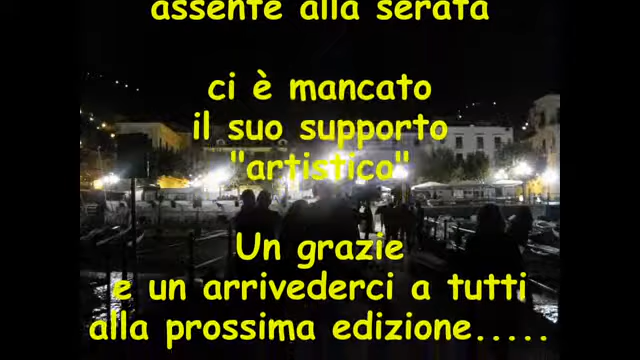 assente alla serata
ci è mancato
il suo supporto
"artistico"
Un grazie
e un arrivederci a tutti
alla prossima edizione.....